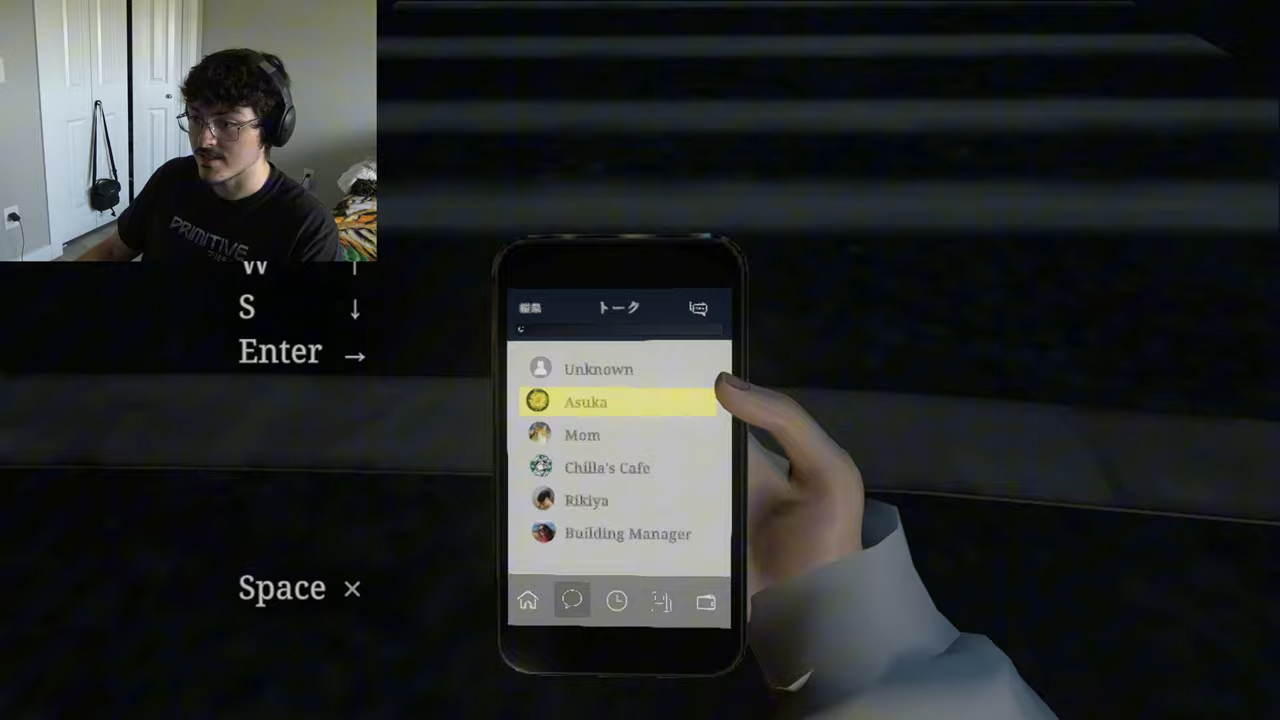 PRIMITIVE
W ↑
S ↓
Enter →
Space ×
編集 トーク
Unknown
Asuka
Mom
Chilla's Cafe
Rikiya
Building Manager